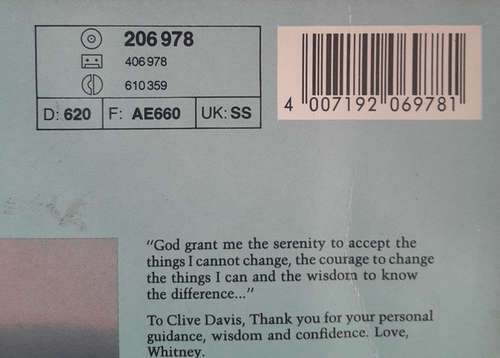 206 978
406 978
610 359
D: 620 F: AE660 UK: SS
4 007192 069781
"God grant me the serenity to accept the
things I cannot change, the courage to change
the things I can and the wisdom to know
the difference..."
To Clive Davis, Thank you for your personal
guidance, wisdom and confidence. Love,
Whitney.